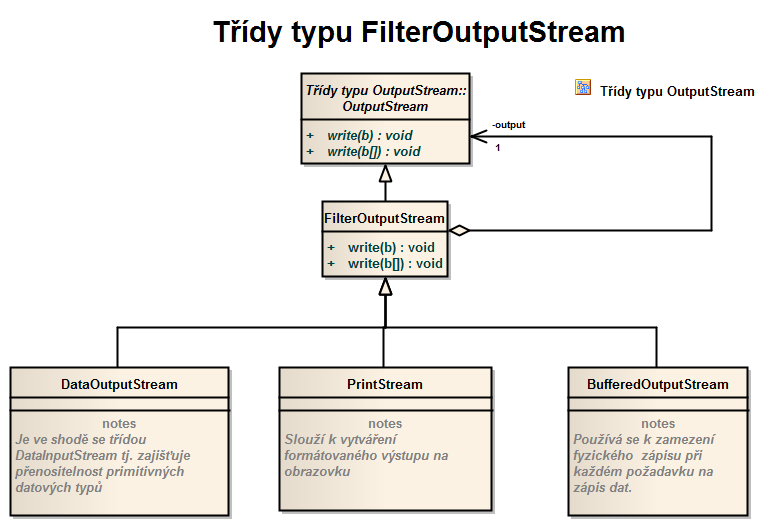 Třídy typu FilterOutputStream
Třídy typu OutputStream::
OutputStream
+ write(b) : void
+ write(b[]) : void
-output
1
Třídy typu OutputStream
FilterOutputStream
+ write(b) : void
+ write(b[]) : void
DataOutputStream
notes
Je ve shodě se třídou
DataInputStream tj. zajišťuje
přenositelnost primitivných
datových typů
PrintStream
notes
Slouží k vytváření
formátovaného výstupu na
obrazovku
BufferedOutputStream
notes
Používá se k zamezení
fyzického zápisu při
každém požadavku na
zápis dat.